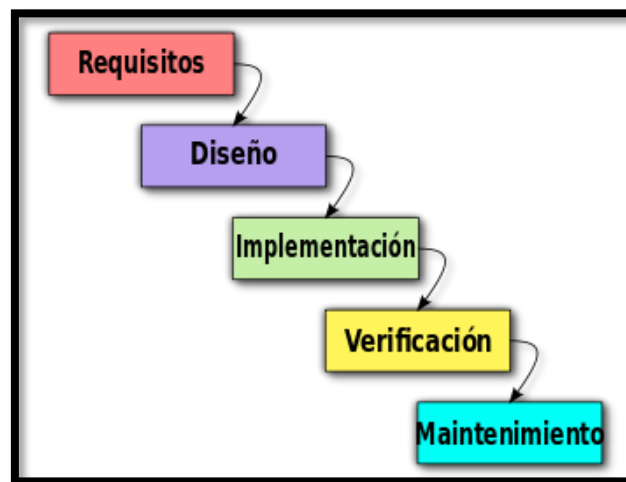 Requisitos
Diseño
Implementación
Verificación
Maintenimiento